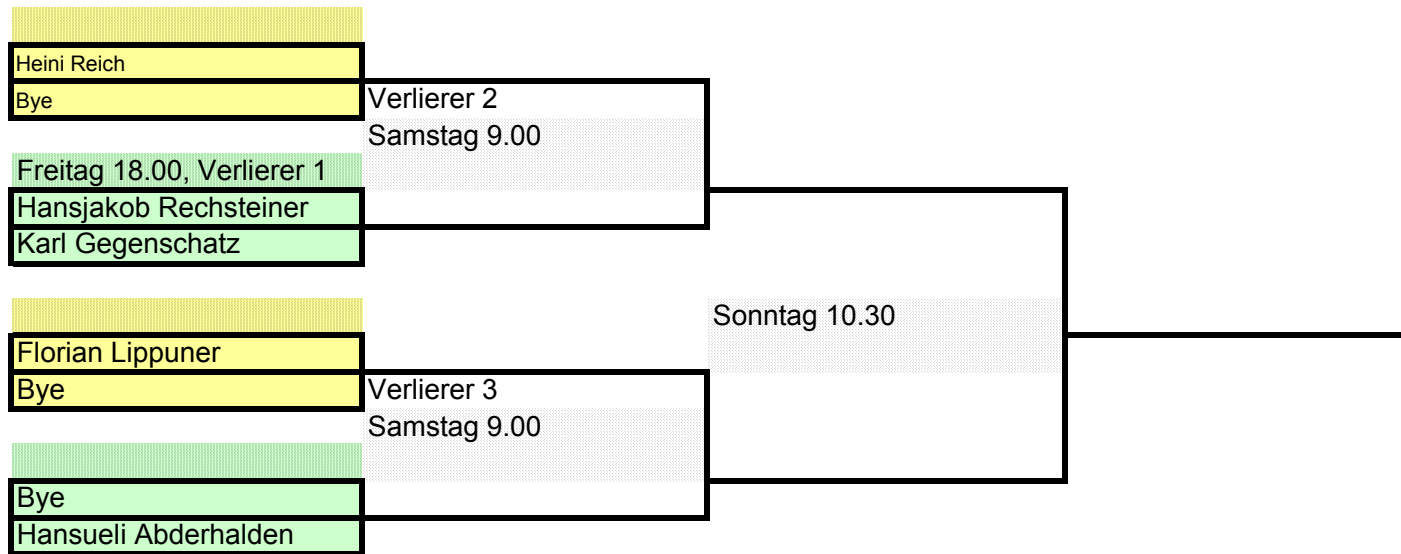 Heini Reich
Bye
Verlierer 2
Samstag 9.00
Freitag 18.00, Verlierer 1
Hansjakob Rechsteiner
Karl Gegenschatz
Sonntag 10.30
Florian Lippuner
Bye
Verlierer 3
Samstag 9.00
Bye
Hansueli Abderhalden